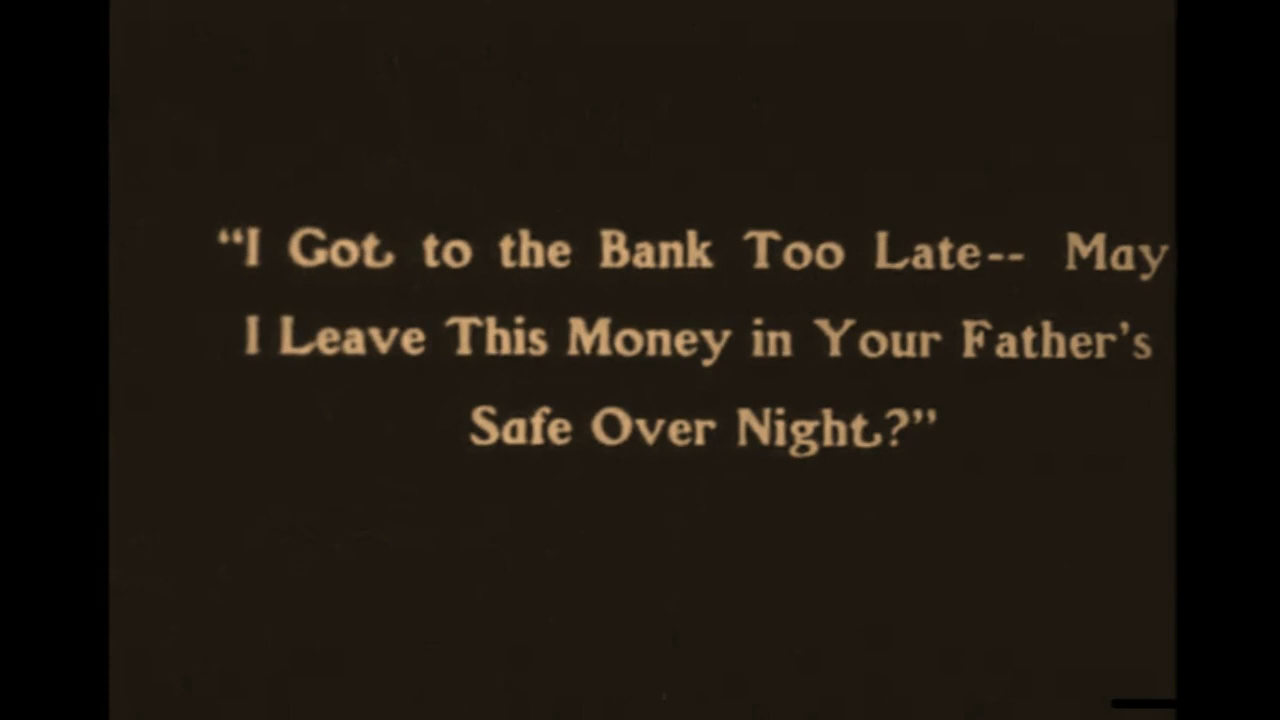 “I Got to the Bank Too Late-- May
I Leave This Money in Your Father’s
Safe Over Night?”